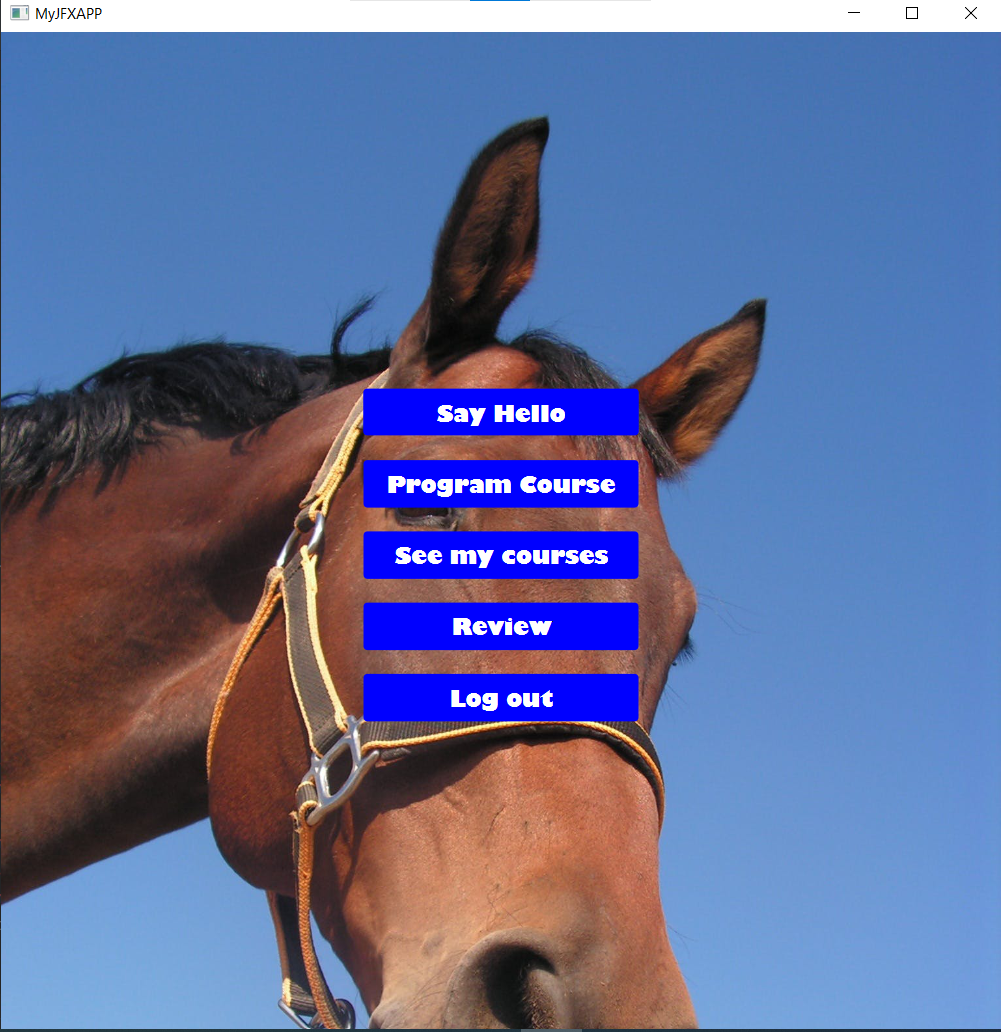 MyJFXAPP
Say Hello
Program Course
See my courses
Review
Log out